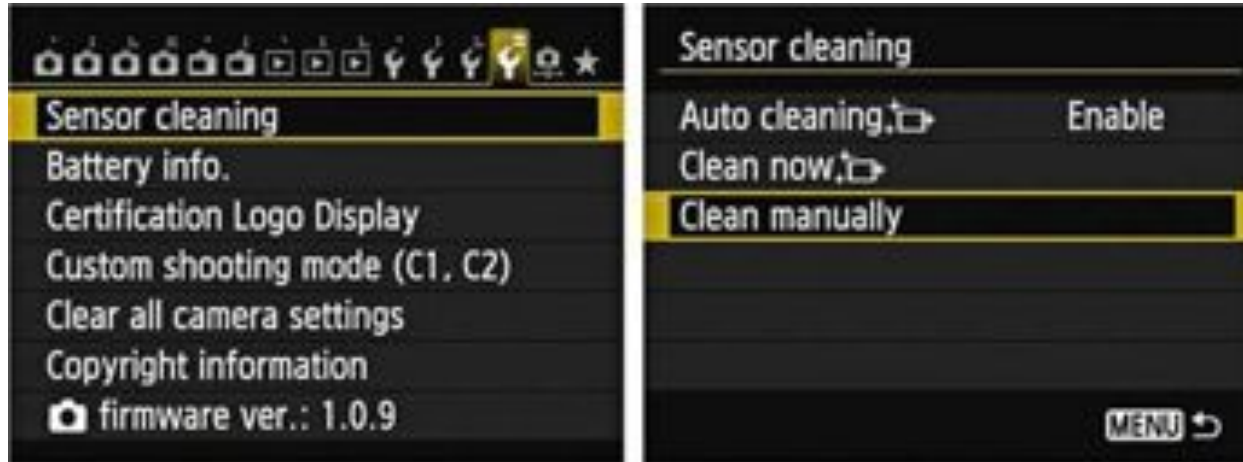 Sensor cleaning
Battery info.
Certification Logo Display
Custom shooting mode (C1, C2)
Clear all camera settings
Copyright information
firmware ver.: 1.0.9
Sensor cleaning
Auto cleaning Enable
Clean now
Clean manually
MENU